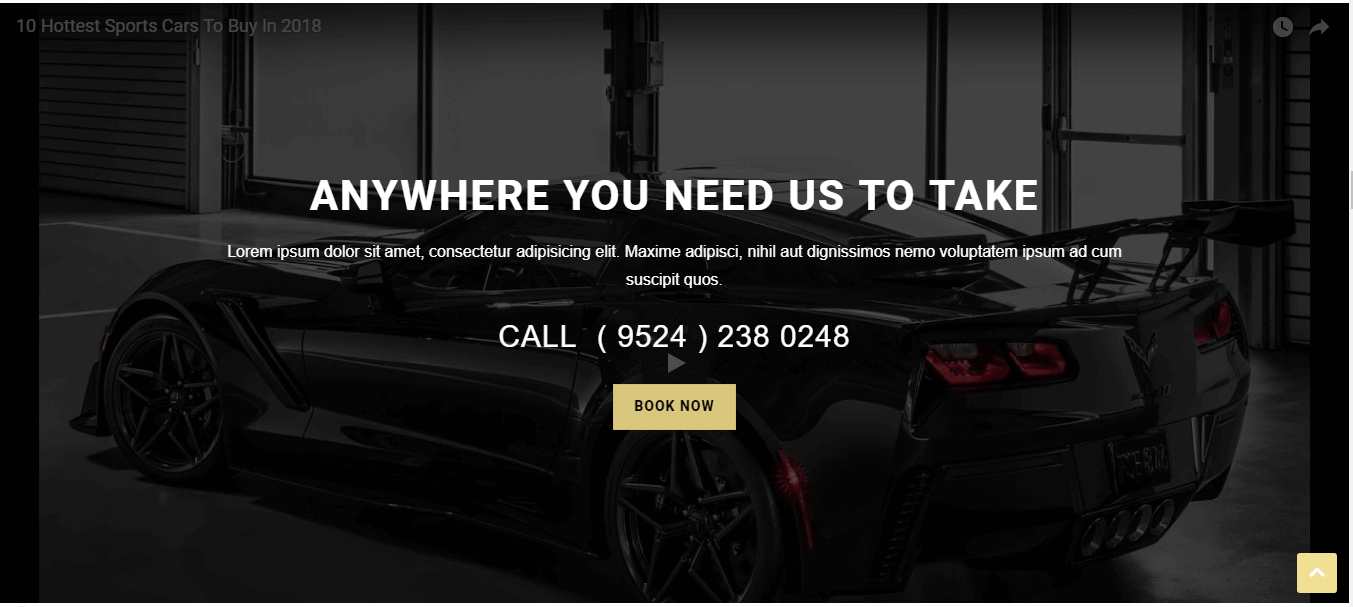 10 Hottest Sports Cars To Buy In 2018
ANYWHERE YOU NEED US TO TAKE
Lorem ipsum dolor sit amet, consectetur adipisicing elit. Maxime adipisci, nihil aut dignissimos nemo voluptatem ipsum ad cum
suscipit quos.
CALL ( 9524 ) 238 0248
BOOK NOW